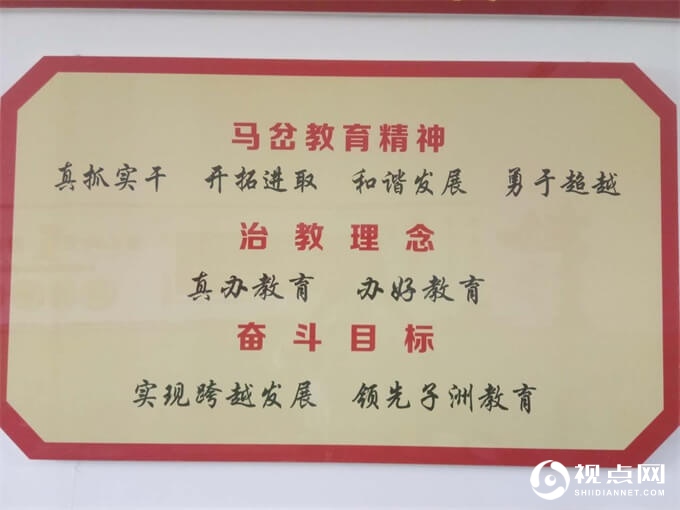 马岔教育精神
真抓实干 开拓进取 和谐发展 勇于超越
治教理念
真办教育 办好教育
奋斗目标
实现跨越发展 领先子洲教育
视点网
SHIDIANNET.COM